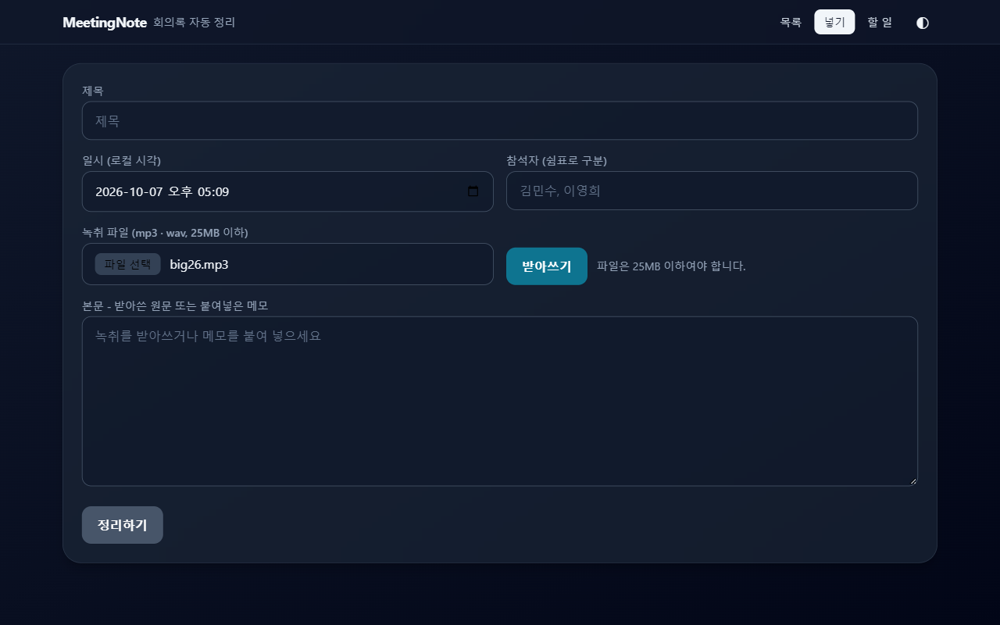 MeetingNote 회의록 자동 정리
목록 넣기 할 일
제목
제목
일시 (로컬 시각) 참석자 (쉼표로 구분)
2026-10-07 오후 05:09 김민수, 이영희
녹취 파일 (mp3 · wav, 25MB 이하)
파일 선택 big26.mp3 받아쓰기 파일은 25MB 이하여야 합니다.
본문 - 받아쓴 원문 또는 붙여넣은 메모
녹취를 받아쓰거나 메모를 붙여 넣으세요
정리하기